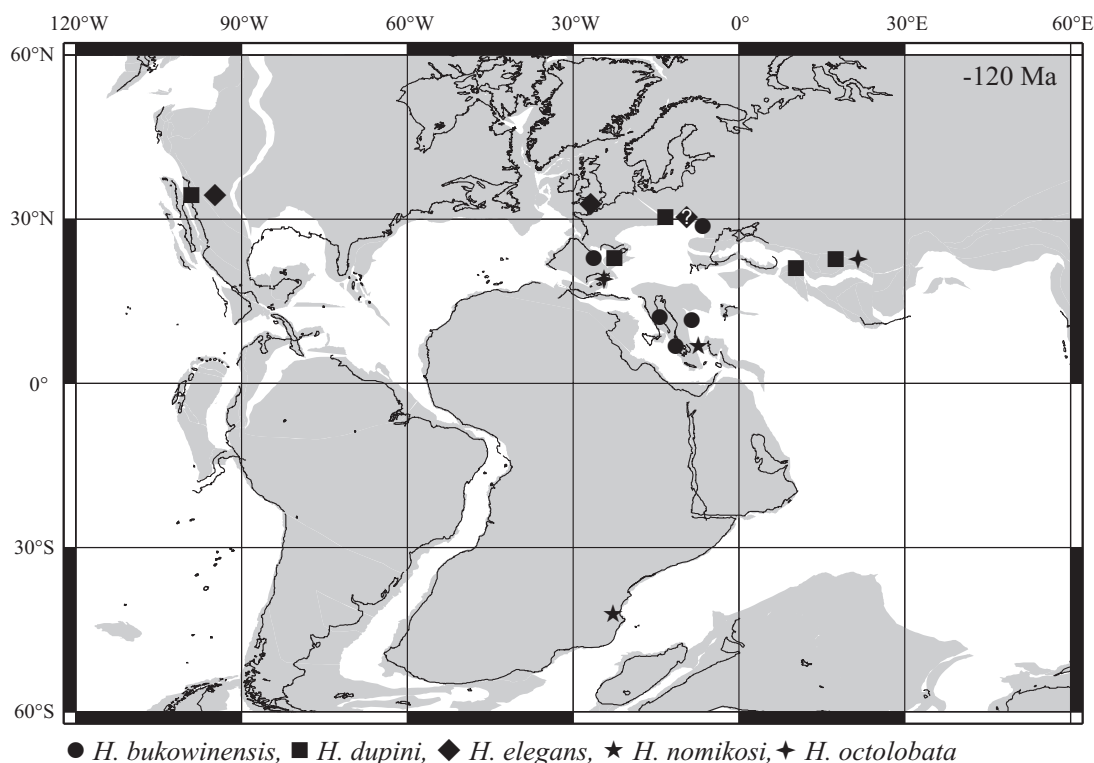 120°W 90°W 60°W 30°W 0° 30°E 60°E
60°N
-120 Ma
30°N
?
0°
30°S
60°S
H. bukowinensis, H. dupini, H. elegans, H. nomikosi, H. octolobata